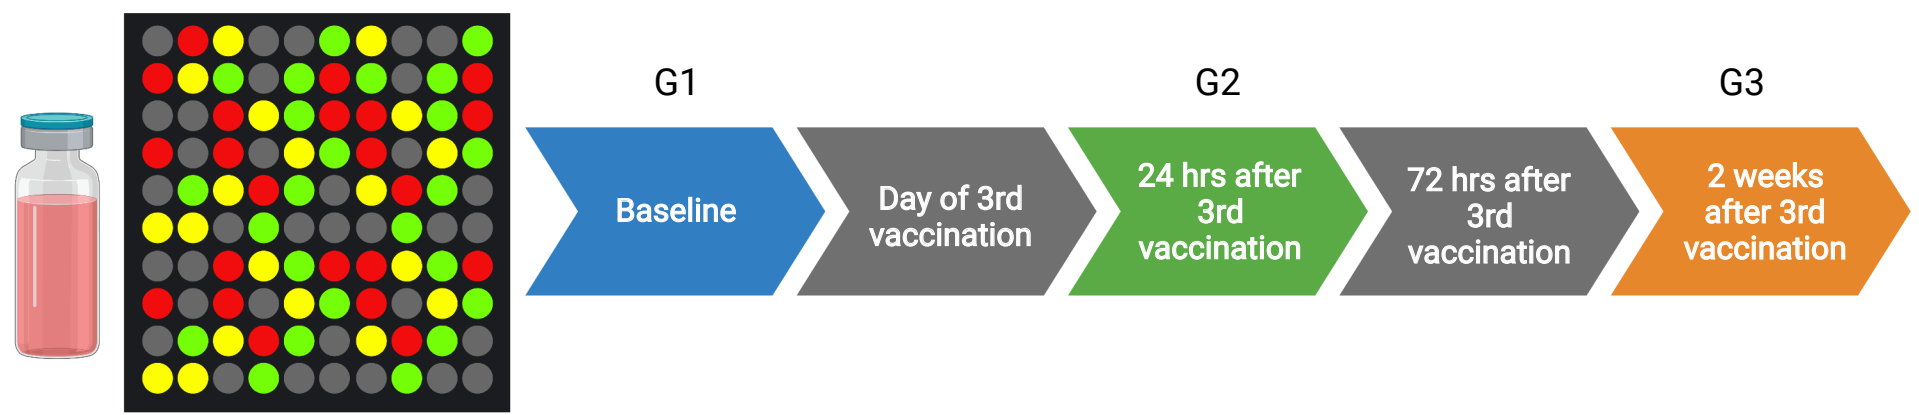 G1
G2
G3
Baseline
Day of 3rd
vaccination
24 hrs after
3rd
vaccination
72 hrs after
3rd
vaccination
2 weeks
after 3rd
vaccination